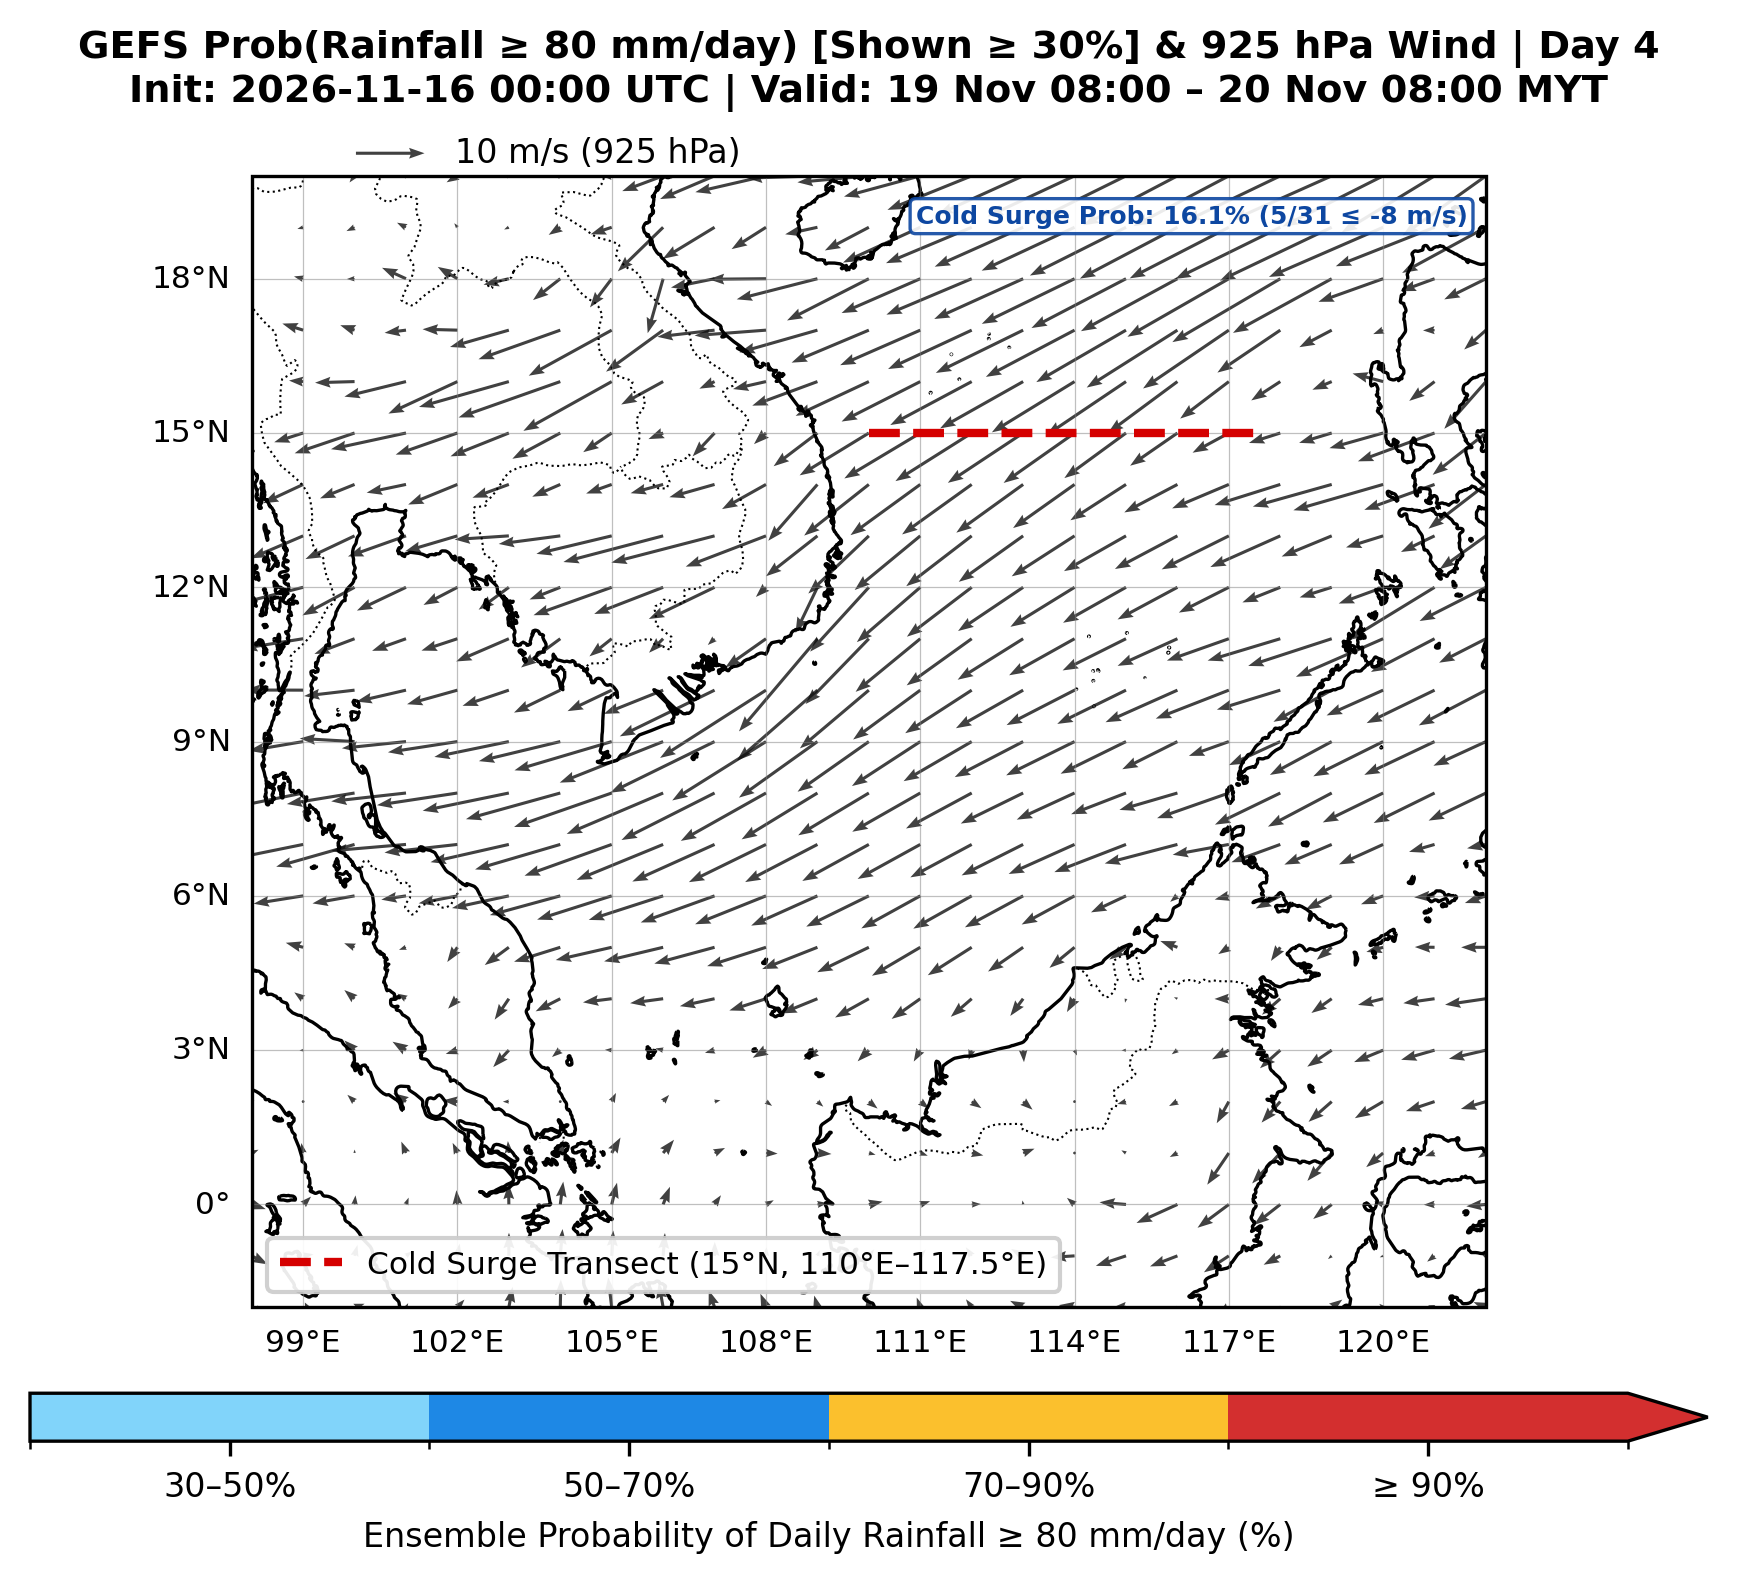 GEFS Prob(Rainfall ≥ 80 mm/day) [Shown ≥ 30%] & 925 hPa Wind | Day 4
Init: 2026-11-16 00:00 UTC | Valid: 19 Nov 08:00 – 20 Nov 08:00 MYT
10 m/s (925 hPa)
Cold Surge Prob: 16.1% (5/31 ≤ -8 m/s)
18°N
15°N
12°N
9°N
6°N
3°N
0°
Cold Surge Transect (15°N, 110°E–117.5°E)
99°E 102°E 105°E 108°E 111°E 114°E 117°E 120°E
30–50% 50–70% 70–90% ≥ 90%
Ensemble Probability of Daily Rainfall ≥ 80 mm/day (%)